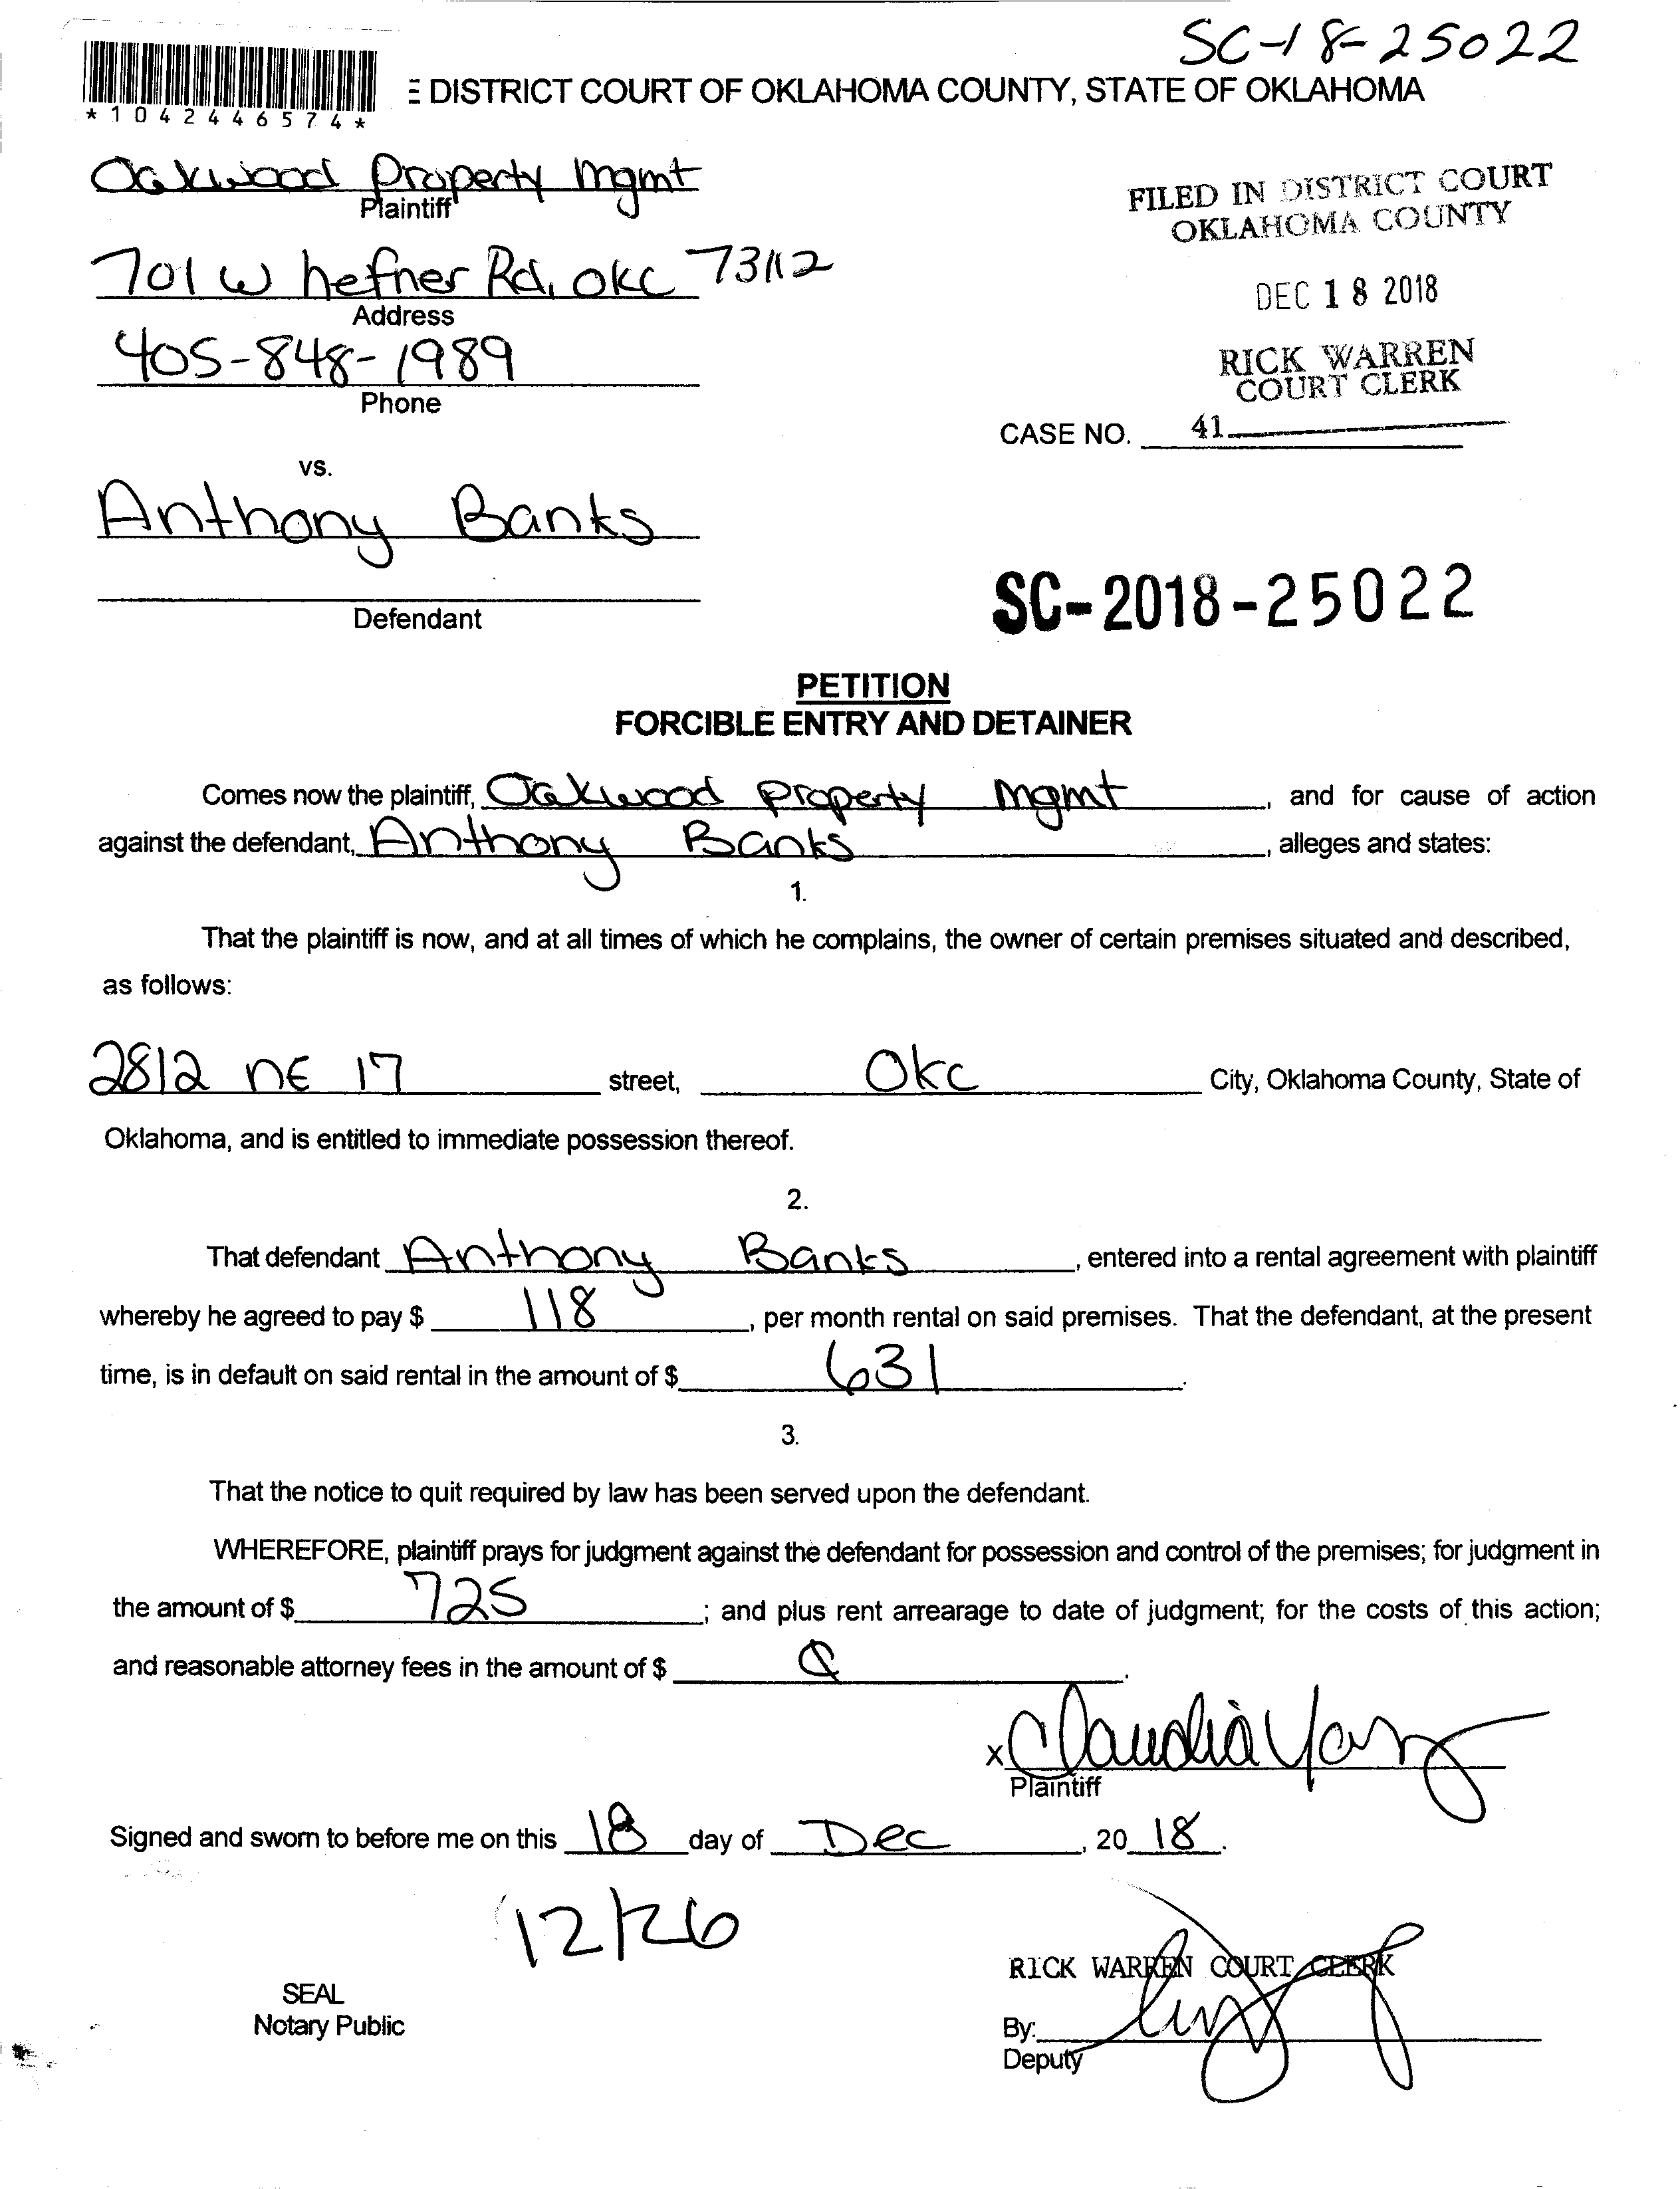 SC-18-25022
*1042446574*
E DISTRICT COURT OF OKLAHOMA COUNTY, STATE OF OKLAHOMA
Oakwood Property Mgmt
Plaintiff
FILED IN DISTRICT COURT
OKLAHOMA COUNTY
701 W hefner Rd, OKC 73112
Address
DEC 18 2018
405-848-1989
Phone
RICK WARREN
COURT CLERK
CASE NO. 41
vs.
Anthony Banks
Defendant
SC-2018-25022
PETITION
FORCIBLE ENTRY AND DETAINER
Comes now the plaintiff, Oakwood Property Mgmt, and for cause of action
against the defendant, Anthony Banks, alleges and states:
1.
That the plaintiff is now, and at all times of which he complains, the owner of certain premises situated and described,
as follows:
2812 NE 17 street, OKC City, Oklahoma County, State of
Oklahoma, and is entitled to immediate possession thereof.
2.
That defendant Anthony Banks, entered into a rental agreement with plaintiff
whereby he agreed to pay $ 118, per month rental on said premises. That the defendant, at the present
time, is in default on said rental in the amount of $ 631.
3.
That the notice to quit required by law has been served upon the defendant.
WHEREFORE, plaintiff prays for judgment against the defendant for possession and control of the premises; for judgment in
the amount of $ 725; and plus rent arrearage to date of judgment; for the costs of this action;
and reasonable attorney fees in the amount of $ .
x Claudia
Plaintiff
Signed and sworn to before me on this 18 day of Dec, 20 18.
12/26
RICK WARREN COURT CLERK
SEAL
Notary Public
By:
Deputy